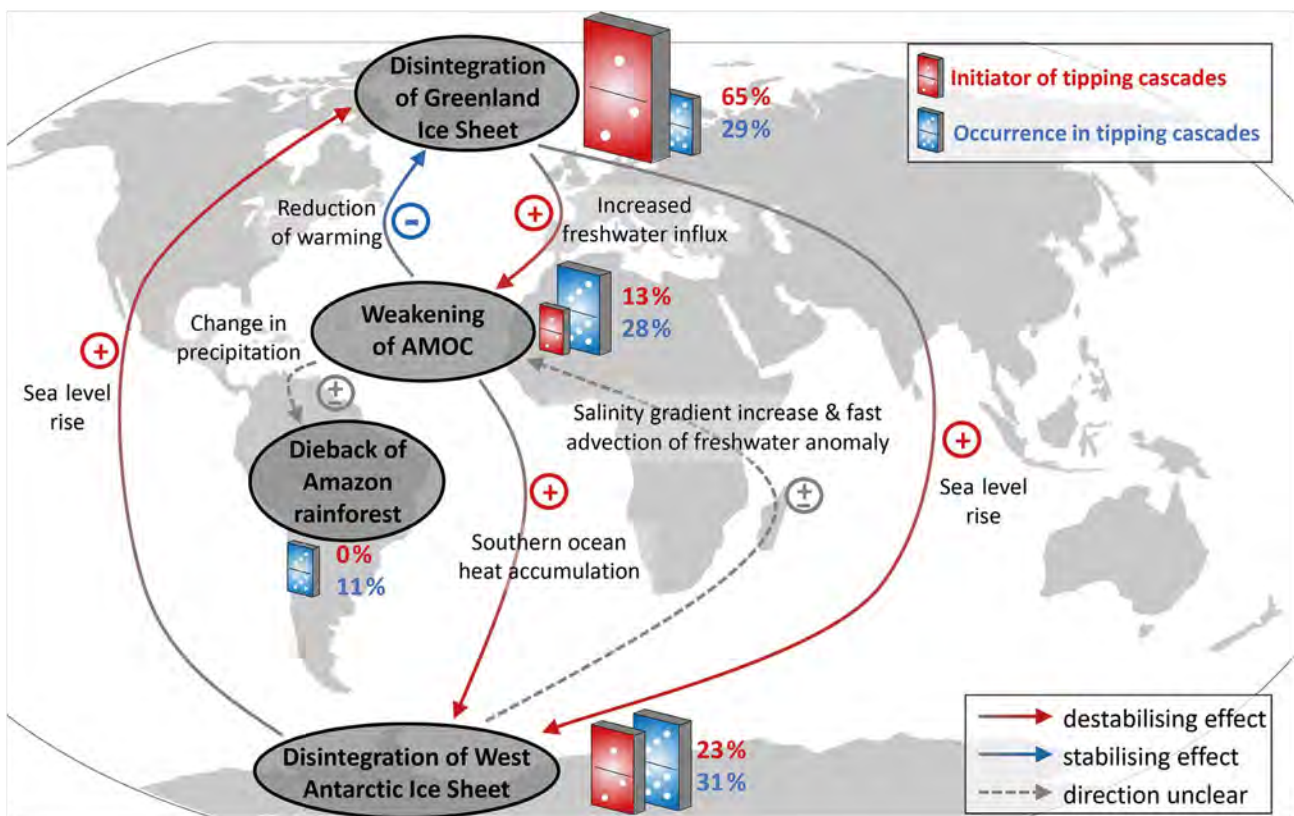 Disintegration
of Greenland
Ice Sheet
65%
29%
Initiator of tipping cascades
Occurrence in tipping cascades
Reduction
of warming
-
+
Increased
freshwater influx
Weakening
of AMOC
13%
28%
Change in
precipitation
±
+
Sea level
rise
Salinity gradient increase & fast
advection of freshwater anomaly
Dieback of
Amazon
rainforest
0%
11%
+
Southern ocean
heat accumulation
±
+
Sea level
rise
Disintegration of West
Antarctic Ice Sheet
23%
31%
destabilising effect
stabilising effect
direction unclear